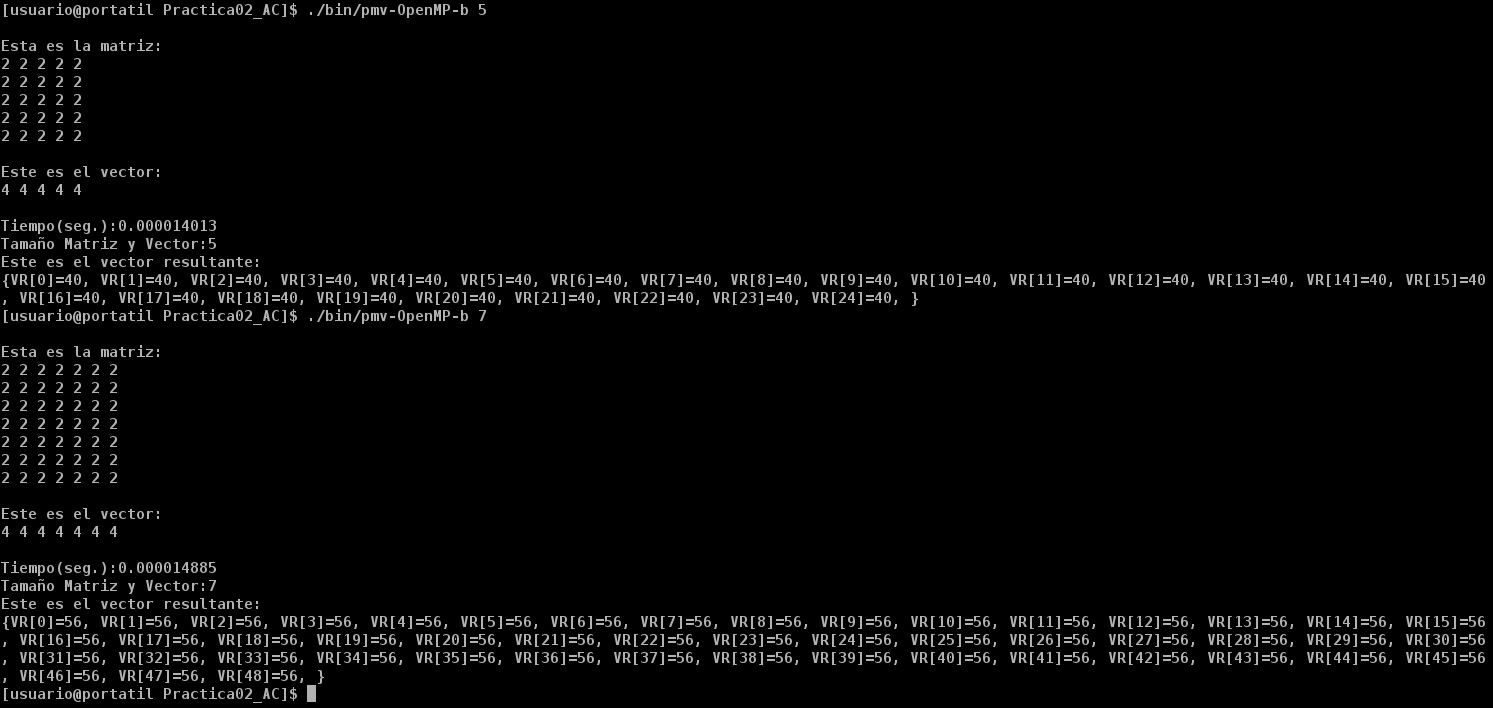 [usuario@portatil Practica02_AC]$ ./bin/pmv-OpenMP-b 5
Esta es la matriz:
2 2 2 2 2
2 2 2 2 2
2 2 2 2 2
2 2 2 2 2
2 2 2 2 2
Este es el vector:
4 4 4 4 4
Tiempo(seg.):0.000014013
Tamaño Matriz y Vector:5
Este es el vector resultante:
{VR[0]=40, VR[1]=40, VR[2]=40, VR[3]=40, VR[4]=40, VR[5]=40, VR[6]=40, VR[7]=40, VR[8]=40, VR[9]=40, VR[10]=40, VR[11]=40, VR[12]=40, VR[13]=40, VR[14]=40, VR[15]=40
, VR[16]=40, VR[17]=40, VR[18]=40, VR[19]=40, VR[20]=40, VR[21]=40, VR[22]=40, VR[23]=40, VR[24]=40, }
[usuario@portatil Practica02_AC]$ ./bin/pmv-OpenMP-b 7
Esta es la matriz:
2 2 2 2 2 2 2
2 2 2 2 2 2 2
2 2 2 2 2 2 2
2 2 2 2 2 2 2
2 2 2 2 2 2 2
2 2 2 2 2 2 2
2 2 2 2 2 2 2
Este es el vector:
4 4 4 4 4 4 4
Tiempo(seg.):0.000014885
Tamaño Matriz y Vector:7
Este es el vector resultante:
{VR[0]=56, VR[1]=56, VR[2]=56, VR[3]=56, VR[4]=56, VR[5]=56, VR[6]=56, VR[7]=56, VR[8]=56, VR[9]=56, VR[10]=56, VR[11]=56, VR[12]=56, VR[13]=56, VR[14]=56, VR[15]=56
, VR[16]=56, VR[17]=56, VR[18]=56, VR[19]=56, VR[20]=56, VR[21]=56, VR[22]=56, VR[23]=56, VR[24]=56, VR[25]=56, VR[26]=56, VR[27]=56, VR[28]=56, VR[29]=56, VR[30]=56
, VR[31]=56, VR[32]=56, VR[33]=56, VR[34]=56, VR[35]=56, VR[36]=56, VR[37]=56, VR[38]=56, VR[39]=56, VR[40]=56, VR[41]=56, VR[42]=56, VR[43]=56, VR[44]=56, VR[45]=56
, VR[46]=56, VR[47]=56, VR[48]=56, }
[usuario@portatil Practica02_AC]$